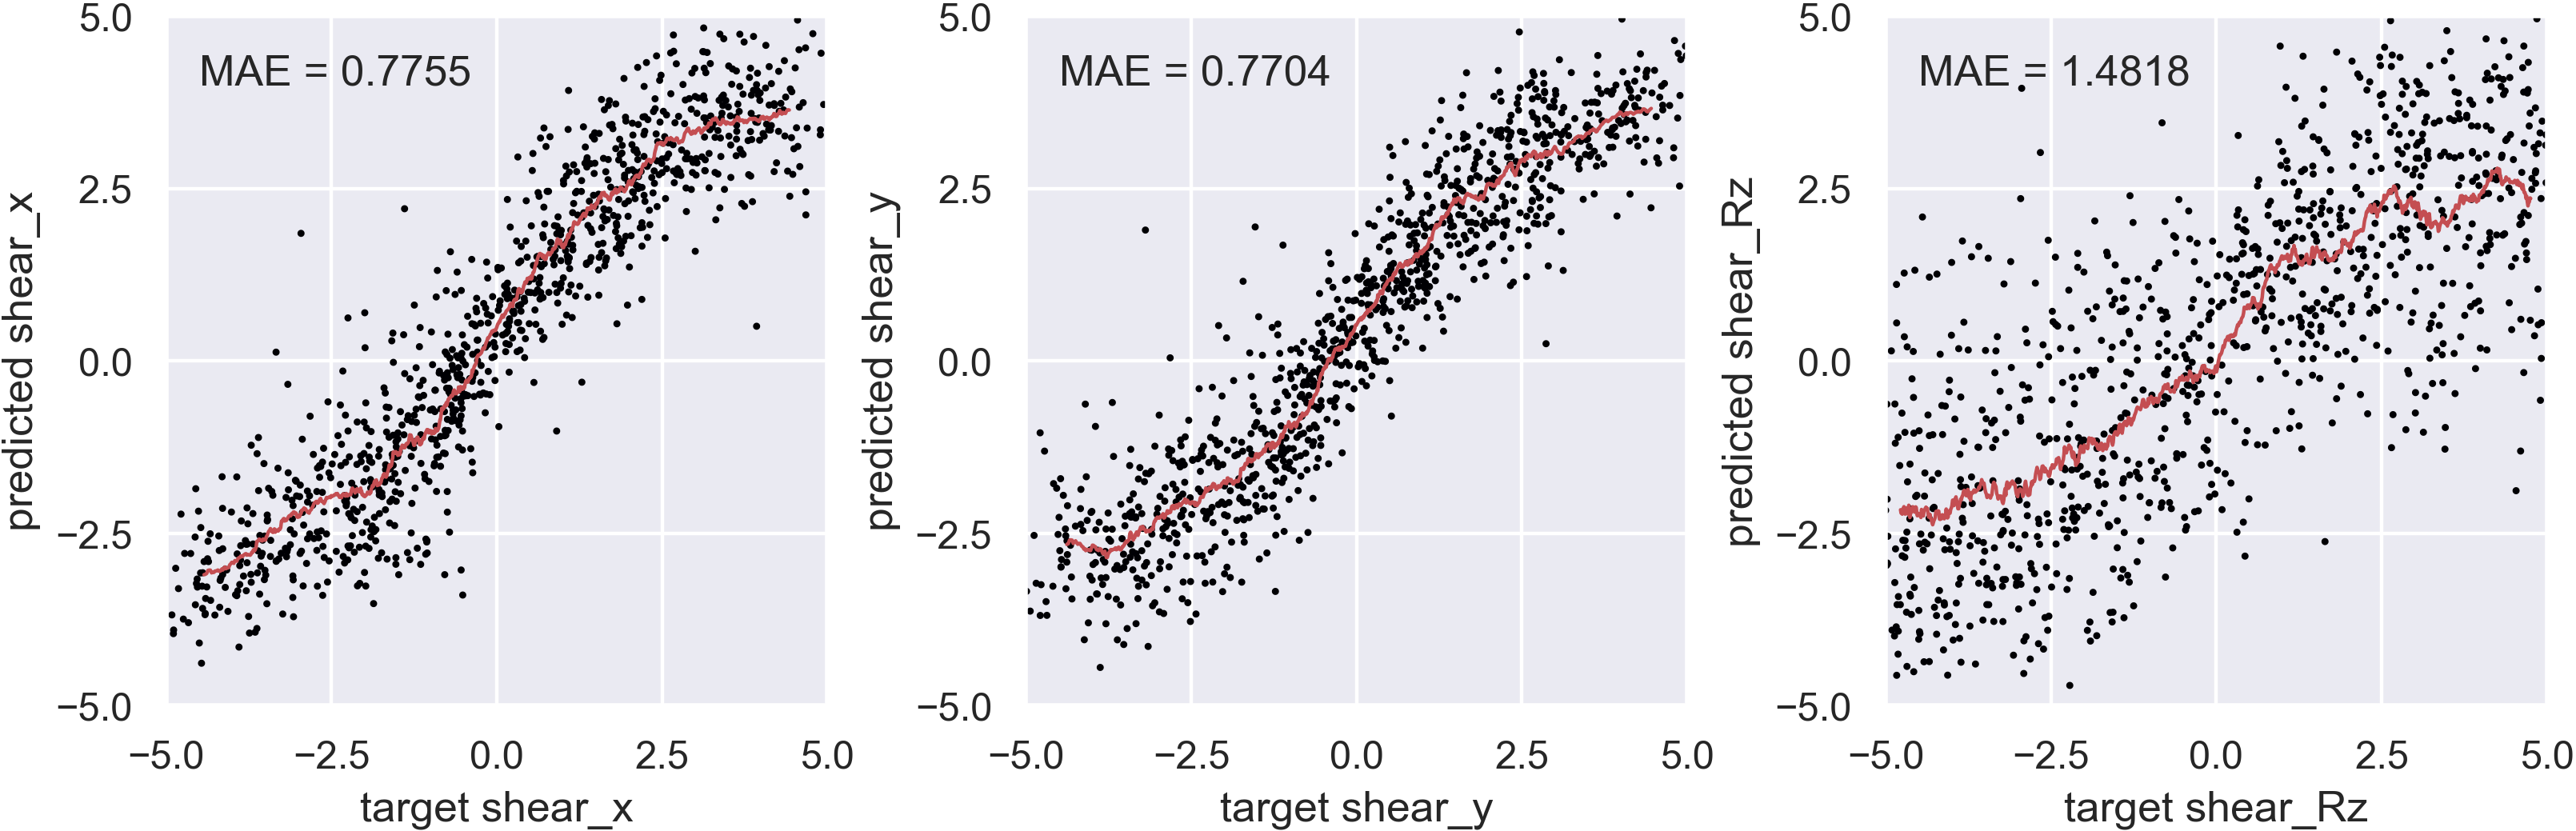 MAE = 0.7755
5.0
2.5
0.0
−2.5
−5.0
predicted shear_x
−5.0 −2.5 0.0 2.5 5.0
target shear_x
MAE = 0.7704
5.0
2.5
0.0
−2.5
−5.0
predicted shear_y
−5.0 −2.5 0.0 2.5 5.0
target shear_y
MAE = 1.4818
5.0
2.5
0.0
−2.5
−5.0
predicted shear_Rz
−5.0 −2.5 0.0 2.5 5.0
target shear_Rz